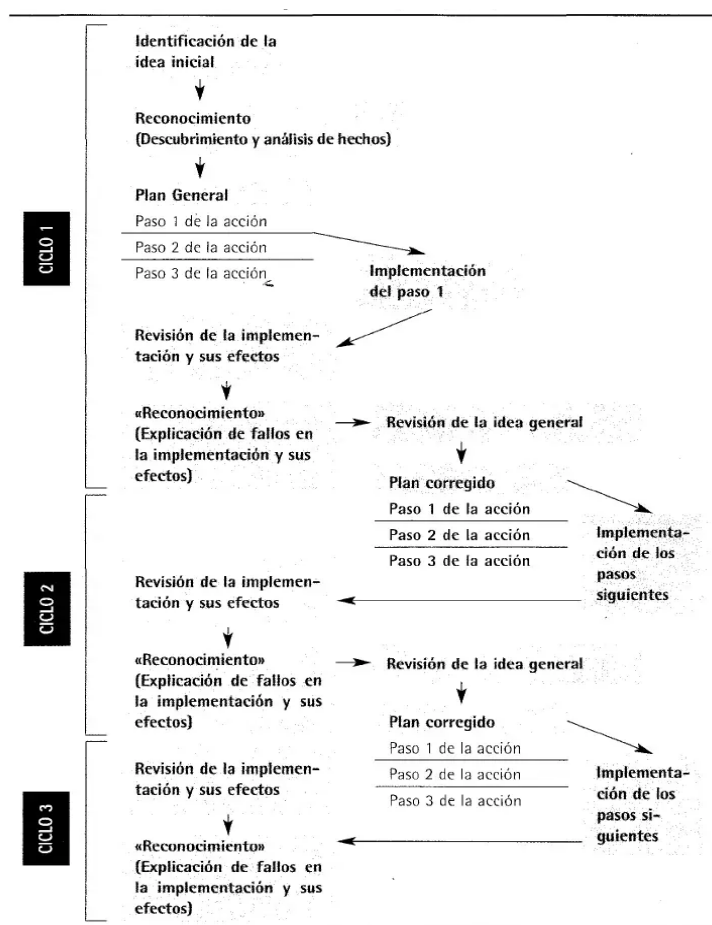 Identificación de la
idea inicial
Reconocimiento
(Descubrimiento y análisis de hechos)
Plan General
Paso 1 de la acción
Paso 2 de la acción
Paso 3 de la acción
CICLO 1
Implementación
del paso 1
Revisión de la implemen-
tación y sus efectos
«Reconocimiento»
(Explicación de fallos en
la implementación y sus
efectos)
Revisión de la idea general
Plan corregido
Paso 1 de la acción
Paso 2 de la acción
Paso 3 de la acción
Implementa-
ción de los
pasos
siguientes
CICLO 2
Revisión de la implemen-
tación y sus efectos
«Reconocimiento»
(Explicación de fallos en
la implementación y sus
efectos)
Revisión de la idea general
Plan corregido
Paso 1 de la acción
Paso 2 de la acción
Paso 3 de la acción
Implementa-
ción de los
pasos si-
guientes
CICLO 3
Revisión de la implemen-
tación y sus efectos
«Reconocimiento»
(Explicación de fallos en
la implementación y sus
efectos)